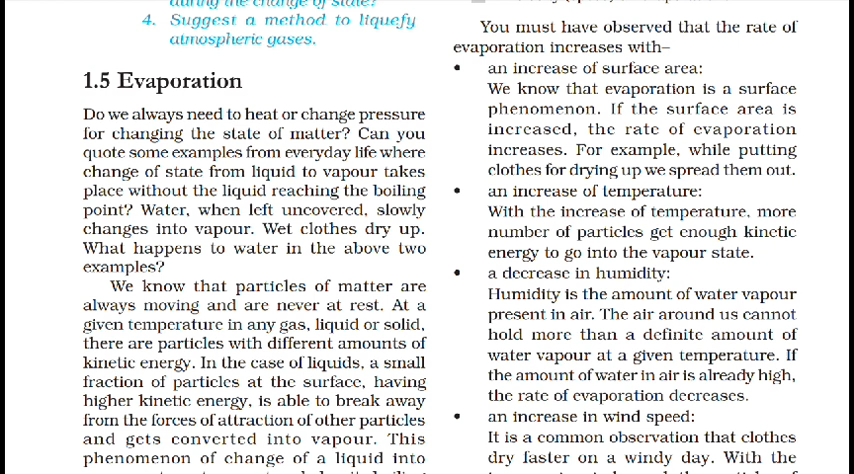 4. Suggest a method to liquefy
atmospheric gases.
1.5 Evaporation
Do we always need to heat or change pressure
for changing the state of matter? Can you
quote some examples from everyday life where
change of state from liquid to vapour takes
place without the liquid reaching the boiling
point? Water, when left uncovered, slowly
changes into vapour. Wet clothes dry up.
What happens to water in the above two
examples?
We know that particles of matter are
always moving and are never at rest. At a
given temperature in any gas, liquid or solid,
there are particles with different amounts of
kinetic energy. In the case of liquids, a small
fraction of particles at the surface, having
higher kinetic energy, is able to break away
from the forces of attraction of other particles
and gets converted into vapour. This
phenomenon of change of a liquid into
You must have observed that the rate of
evaporation increases with–
• an increase of surface area:
We know that evaporation is a surface
phenomenon. If the surface area is
increased, the rate of evaporation
increases. For example, while putting
clothes for drying up we spread them out.
• an increase of temperature:
With the increase of temperature, more
number of particles get enough kinetic
energy to go into the vapour state.
• a decrease in humidity:
Humidity is the amount of water vapour
present in air. The air around us cannot
hold more than a definite amount of
water vapour at a given temperature. If
the amount of water in air is already high,
the rate of evaporation decreases.
• an increase in wind speed:
It is a common observation that clothes
dry faster on a windy day. With the